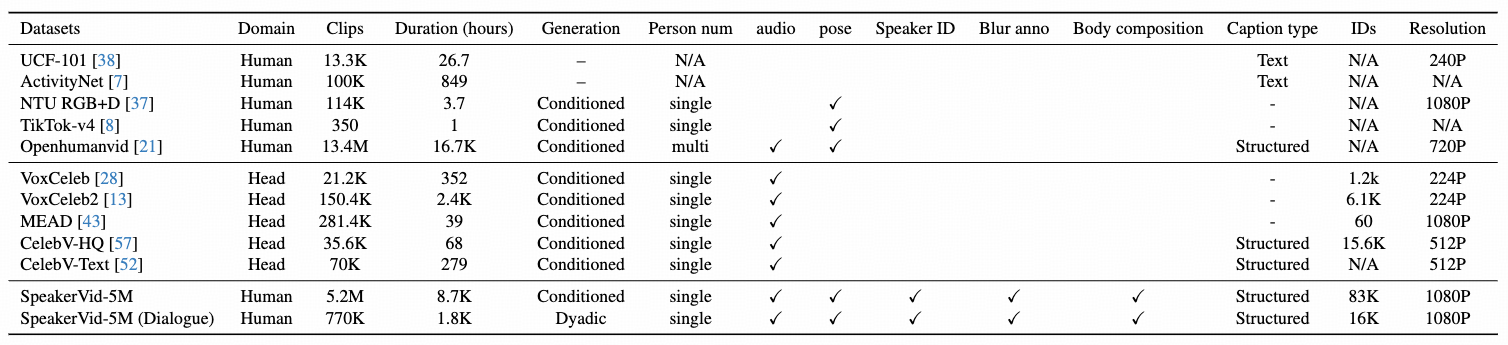 Datasets Domain Clips Duration (hours) Generation Person num audio pose Speaker ID Blur anno Body composition Caption type IDs Resolution
UCF-101 [38] Human 13.3K 26.7 – N/A Text N/A 240P
ActivityNet [7] Human 100K 849 – N/A Text N/A N/A
NTU RGB+D [37] Human 114K 3.7 Conditioned single ✓ - N/A 1080P
TikTok-v4 [8] Human 350 1 Conditioned single ✓ - N/A N/A
Openhumanvid [21] Human 13.4M 16.7K Conditioned multi ✓ ✓ Structured N/A 720P
VoxCeleb [28] Head 21.2K 352 Conditioned single ✓ - 1.2k 224P
VoxCeleb2 [13] Head 150.4K 2.4K Conditioned single ✓ - 6.1K 224P
MEAD [43] Head 281.4K 39 Conditioned single ✓ - 60 1080P
CelebV-HQ [57] Head 35.6K 68 Conditioned single ✓ Structured 15.6K 512P
CelebV-Text [52] Head 70K 279 Conditioned single ✓ Structured N/A 512P
SpeakerVid-5M Human 5.2M 8.7K Conditioned single ✓ ✓ ✓ ✓ ✓ Structured 83K 1080P
SpeakerVid-5M (Dialogue) Human 770K 1.8K Dyadic single ✓ ✓ ✓ ✓ ✓ Structured 16K 1080P